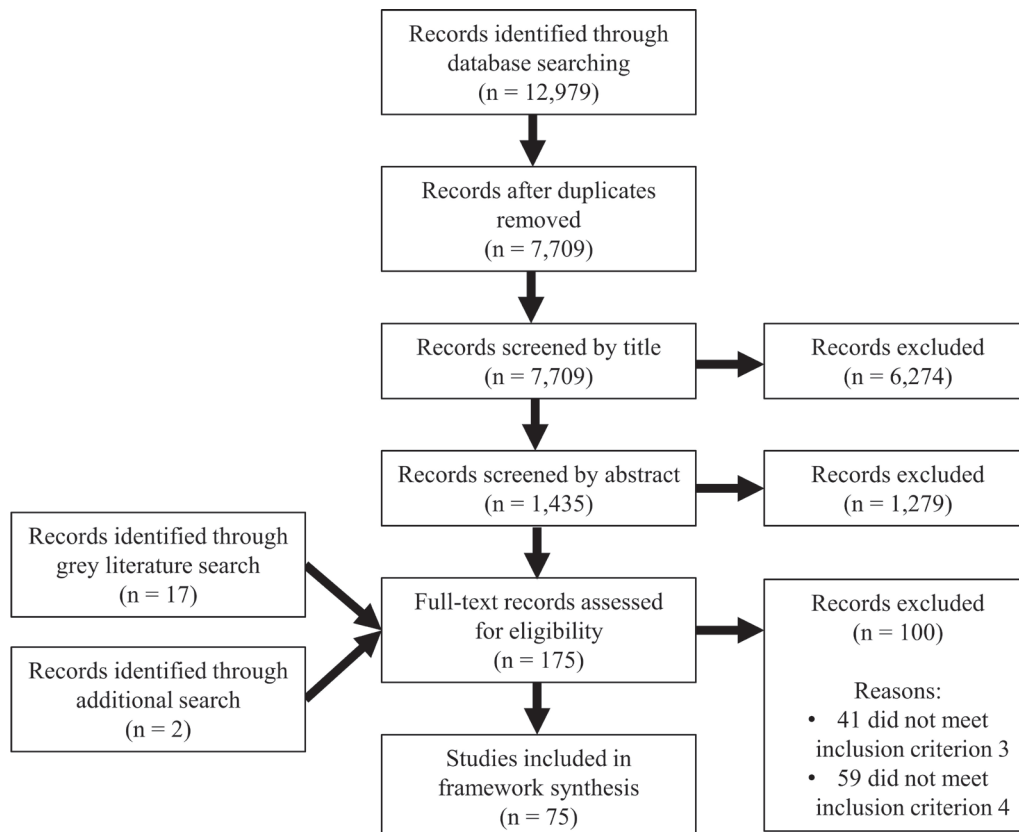 Records identified through
database searching
(n = 12,979)
Records after duplicates
removed
(n = 7,709)
Records screened by title
(n = 7,709)
Records excluded
(n = 6,274)
Records screened by abstract
(n = 1,435)
Records excluded
(n = 1,279)
Records identified through
grey literature search
(n = 17)
Records identified through
additional search
(n = 2)
Full-text records assessed
for eligibility
(n = 175)
Records excluded
(n = 100)
Reasons:
• 41 did not meet
inclusion criterion 3
• 59 did not meet
inclusion criterion 4
Studies included in
framework synthesis
(n = 75)